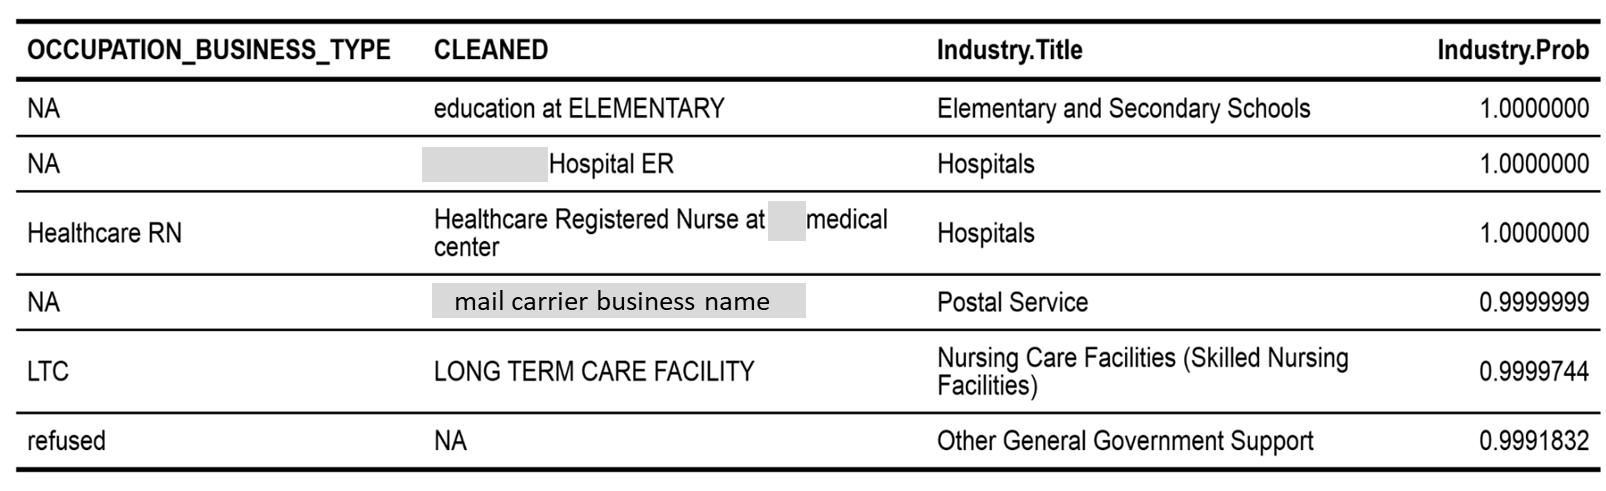 OCCUPATION_BUSINESS_TYPE CLEANED Industry.Title Industry.Prob
NA education at ELEMENTARY Elementary and Secondary Schools 1.0000000
NA Hospital ER Hospitals 1.0000000
Healthcare RN Healthcare Registered Nurse at medical center Hospitals 1.0000000
NA mail carrier business name Postal Service 0.9999999
LTC LONG TERM CARE FACILITY Nursing Care Facilities (Skilled Nursing Facilities) 0.9999744
refused NA Other General Government Support 0.9991832